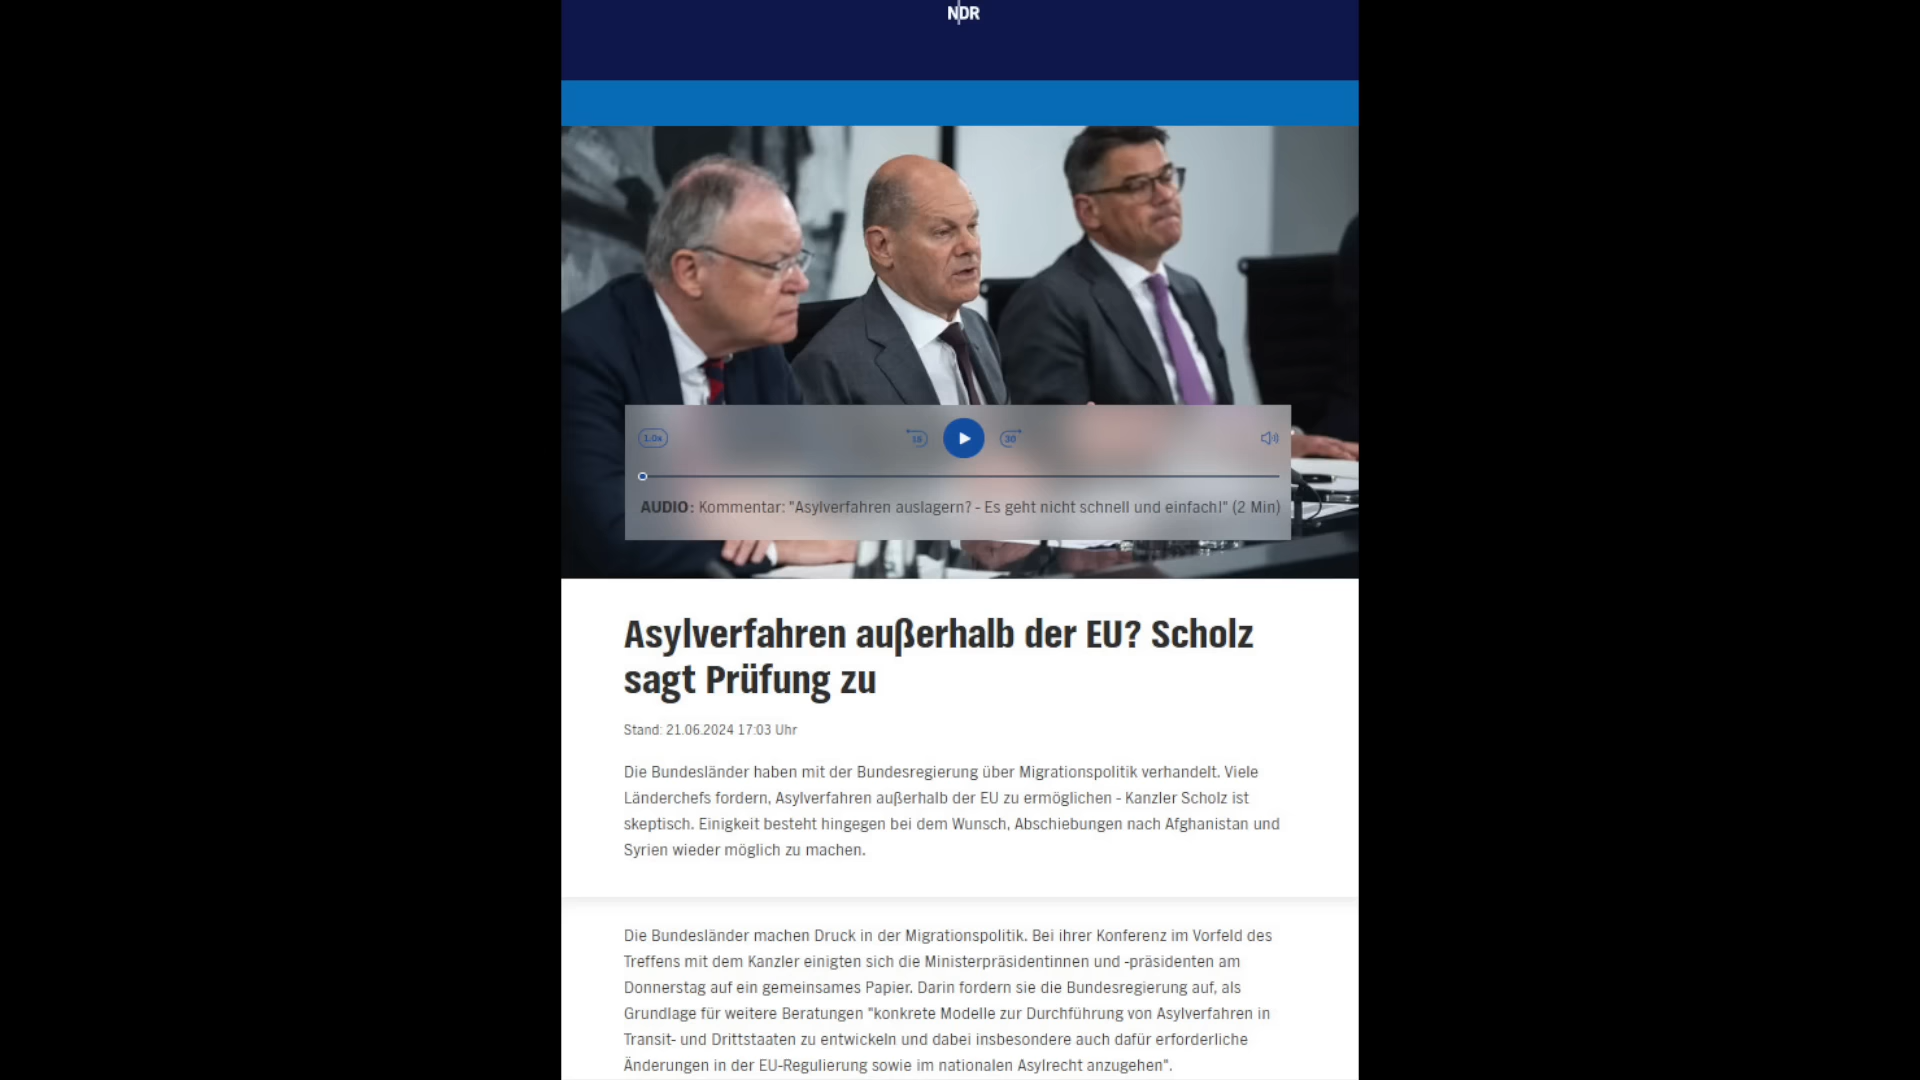 NDR
1.0x
15
30
AUDIO: Kommentar: "Asylverfahren auslagern? - Es geht nicht schnell und einfach!" (2 Min)
Asylverfahren außerhalb der EU? Scholz
sagt Prüfung zu
Stand: 21.06.2024 17:03 Uhr
Die Bundesländer haben mit der Bundesregierung über Migrationspolitik verhandelt. Viele
Länderchefs fordern, Asylverfahren außerhalb der EU zu ermöglichen - Kanzler Scholz ist
skeptisch. Einigkeit besteht hingegen bei dem Wunsch, Abschiebungen nach Afghanistan und
Syrien wieder möglich zu machen.
Die Bundesländer machen Druck in der Migrationspolitik. Bei ihrer Konferenz im Vorfeld des
Treffens mit dem Kanzler einigten sich die Ministerpräsidentinnen und -präsidenten am
Donnerstag auf ein gemeinsames Papier. Darin fordern sie die Bundesregierung auf, als
Grundlage für weitere Beratungen "konkrete Modelle zur Durchführung von Asylverfahren in
Transit- und Drittstaaten zu entwickeln und dabei insbesondere auch dafür erforderliche
Änderungen in der EU-Regulierung sowie im nationalen Asylrecht anzugehen".